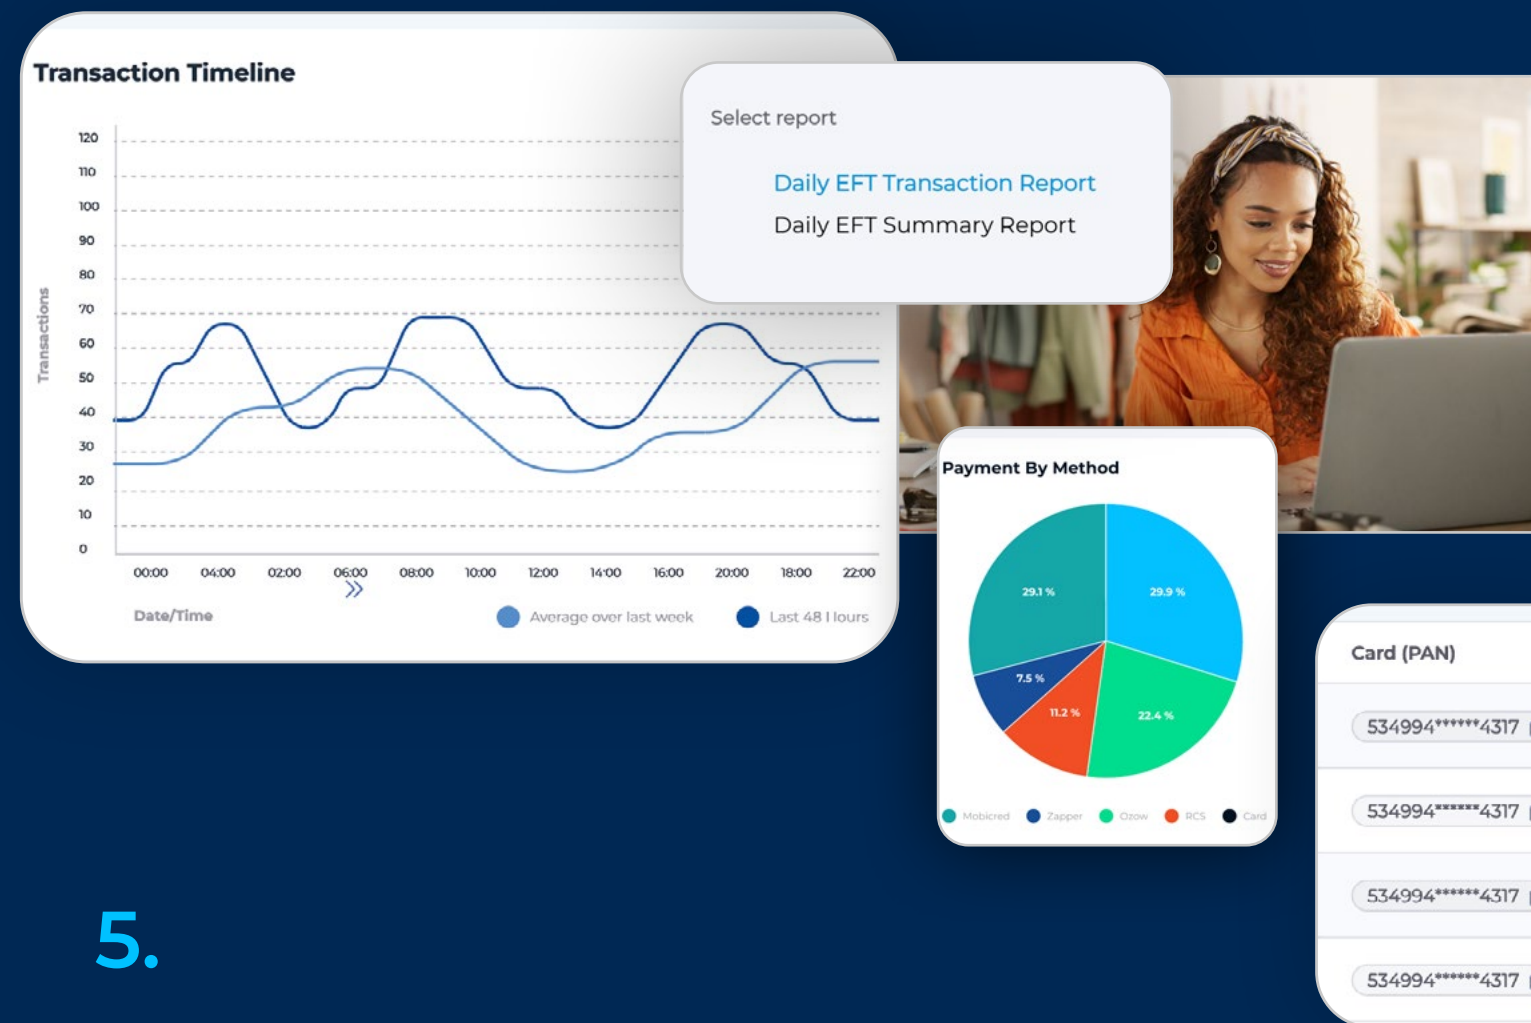 Transaction Timeline
120
110
100
90
80
70
60
50
40
30
20
10
0
Transactions
00:00 04:00 02:00 06:00 08:00 10:00 12:00 14:00 16:00 20:00 18:00 22:00
Date/Time
Average over last week
Last 48 Hours
Select report
Daily EFT Transaction Report
Daily EFT Summary Report
Payment By Method
29.1 %
29.9 %
7.5 %
11.2 %
22.4 %
Mobicred Zapper Ozow RCS Card
Card (PAN)
534994******4317
534994******4317
534994******4317
534994******4317
5.